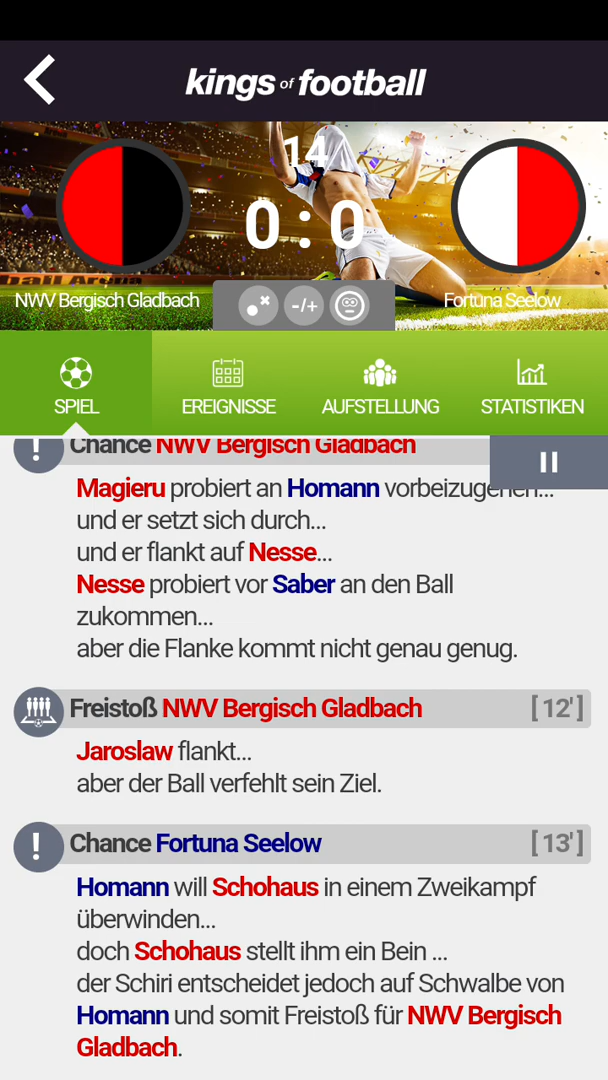 kings of football
14
0 : 0
NWV Bergisch Gladbach
-/+
Fortuna Seelow
SPIEL
EREIGNISSE
AUFSTELLUNG
STATISTIKEN
! Chance NWV Bergisch Gladbach
Magieru probiert an Homann vorbeizugehen...
und er setzt sich durch...
und er flankt auf Nesse...
Nesse probiert vor Saber an den Ball
zukommen...
aber die Flanke kommt nicht genau genug.
Freistoß NWV Bergisch Gladbach [ 12' ]
Jaroslaw flankt...
aber der Ball verfehlt sein Ziel.
! Chance Fortuna Seelow [ 13' ]
Homann will Schohaus in einem Zweikampf
überwinden...
doch Schohaus stellt ihm ein Bein ...
der Schiri entscheidet jedoch auf Schwalbe von
Homann und somit Freistoß für NWV Bergisch
Gladbach.